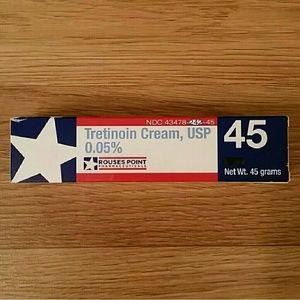 NDC 43478- -45
Tretinoin Cream, USP
0.05%
ROUSES POINT
PHARMACEUTICALS
45
Net Wt. 45 grams